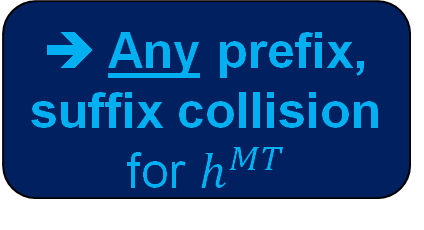 ➔ Any prefix,
suffix collision
for h^{MT}